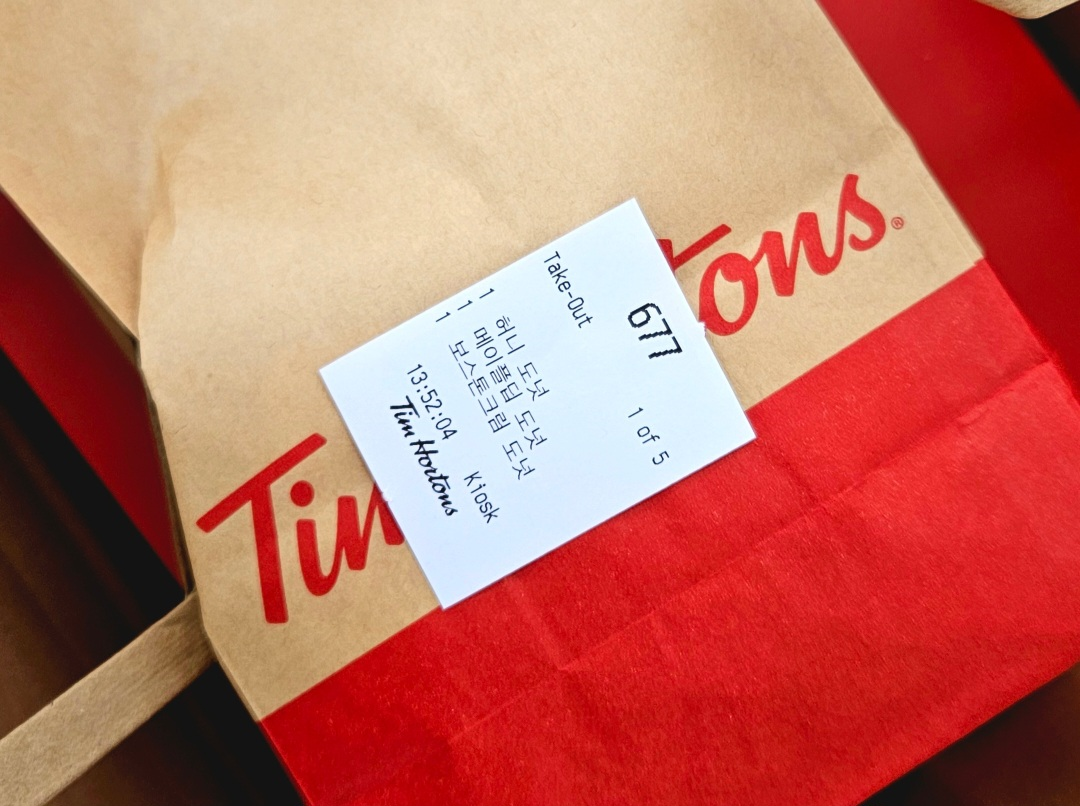 Tim
tons®
677
1 of 5
Take-Out
1 허니 도넛
1 메이플딥 도넛
1 보스톤크림 도넛
13:52:04 Kiosk
Tim Hortons